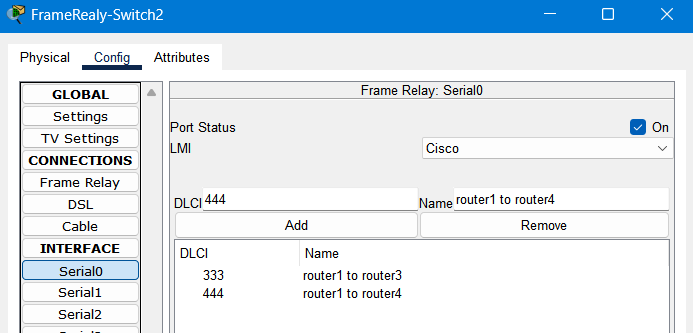 FrameRealy-Switch2
Physical Config Attributes
GLOBAL
Settings
TV Settings
CONNECTIONS
Frame Relay
DSL
Cable
INTERFACE
Serial0
Serial1
Serial2
Frame Relay: Serial0
Port Status On
LMI Cisco
DLCI 444 Name router1 to router4
Add Remove
DLCI Name
333 router1 to router3
444 router1 to router4